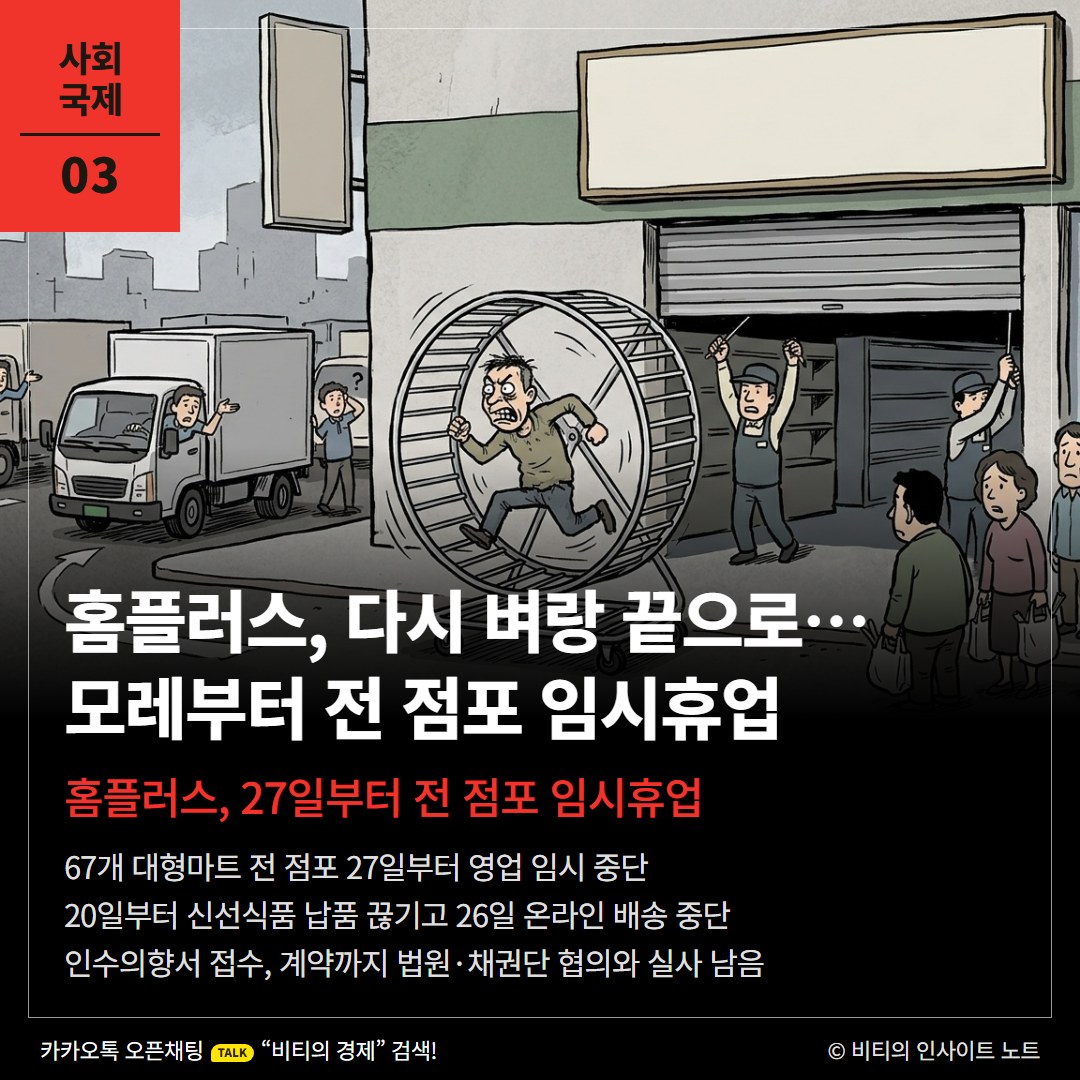 사회
국제
03
?
홈플러스, 다시 벼랑 끝으로…
모레부터 전 점포 임시휴업
홈플러스, 27일부터 전 점포 임시휴업
67개 대형마트 전 점포 27일부터 영업 임시 중단
20일부터 신선식품 납품 끊기고 26일 온라인 배송 중단
인수의향서 접수, 계약까지 법원·채권단 협의와 실사 남음
카카오톡 오픈채팅 TALK “비티의 경제” 검색!
© 비티의 인사이트 노트